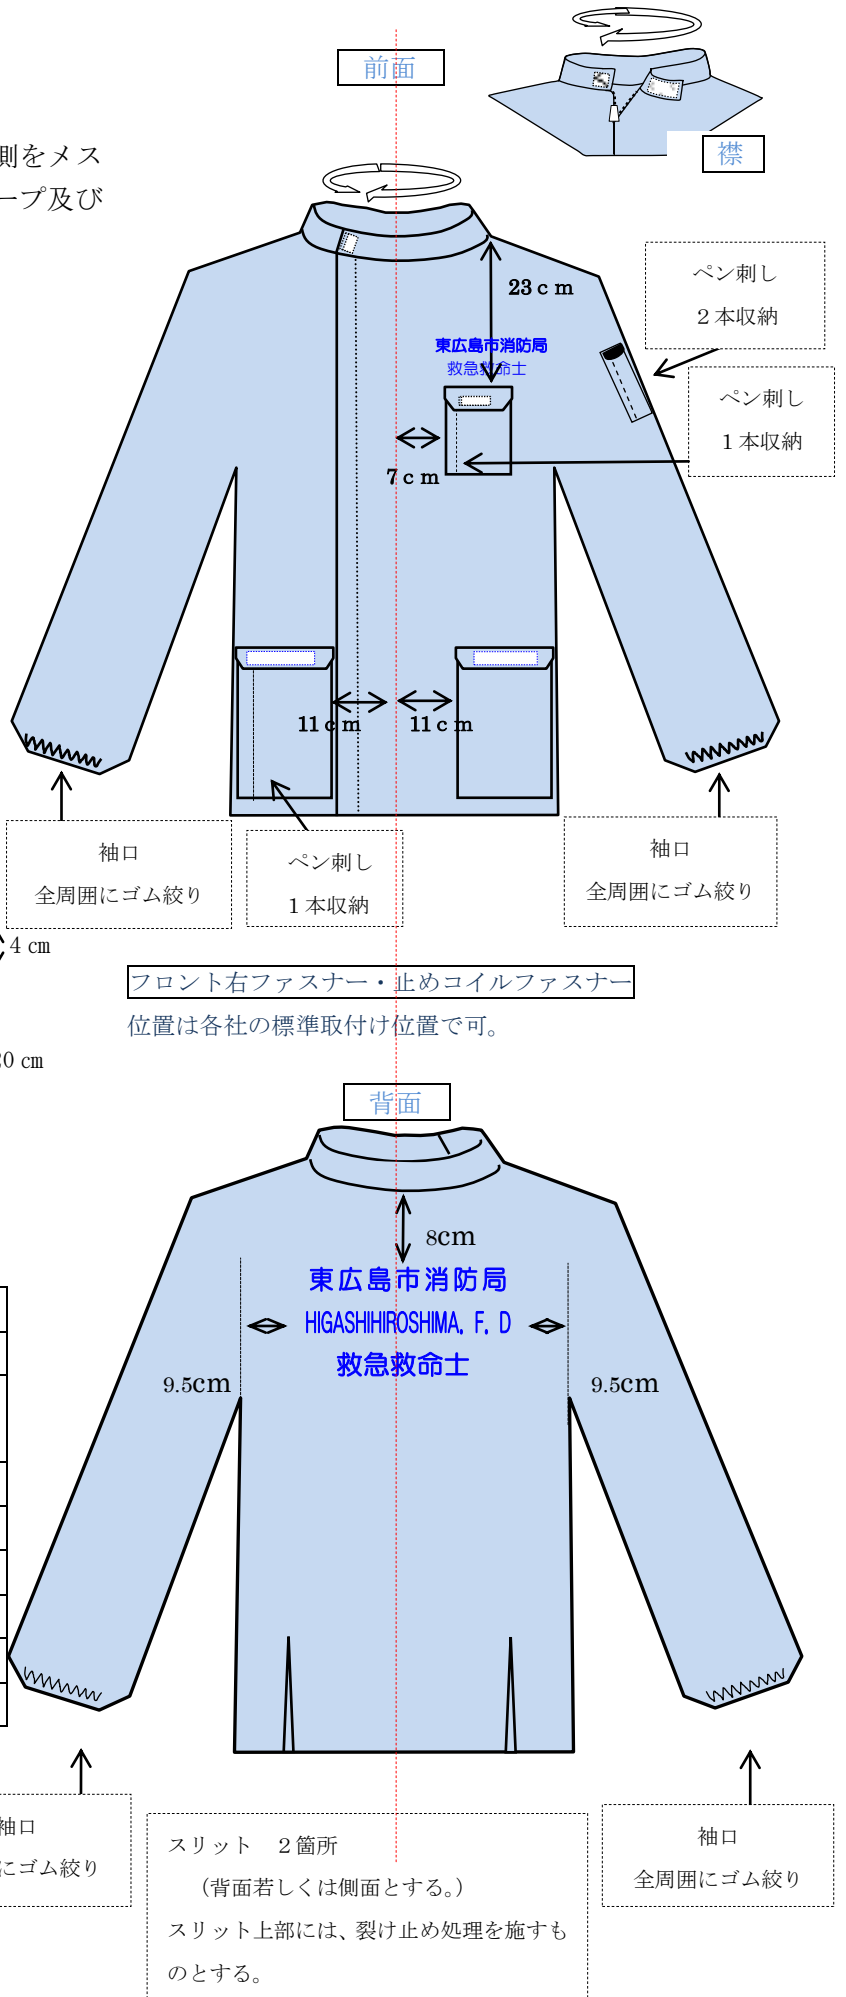 前面
襟
側をメス
ープ及び
23ｃｍ
ペン刺し
２本収納
東広島市消防局
救急救命士
ペン刺し
１本収納
7ｃｍ
11ｃｍ
11ｃｍ
袖口
全周囲にゴム絞り
ペン刺し
１本収納
袖口
全周囲にゴム絞り
4㎝
フロント右ファスナー・止めコイルファスナー
位置は各社の標準取付け位置で可。
20㎝
背面
8cm
東広島市消防局
HIGASHIHIROSHIMA, F, D
救急救命士
9.5cm
9.5cm
袖口
にゴム絞り
スリット　２箇所
（背面若しくは側面とする。）
スリット上部には、裂け止め処理を施すも
のとする。
袖口
全周囲にゴム絞り